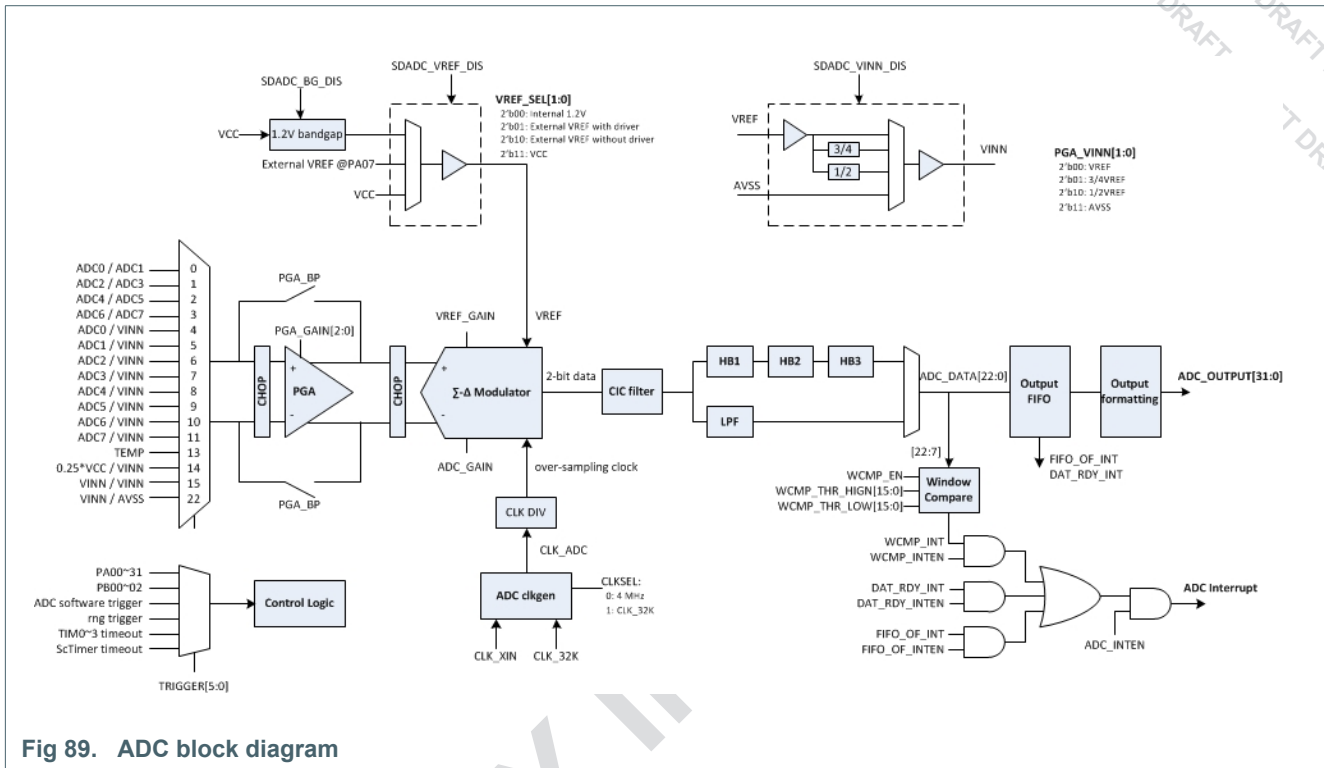 SDADC_BG_DIS
SDADC_VREF_DIS
VCC
1.2V bandgap
External VREF @PA07
VCC
VREF_SEL[1:0]
2'b00: Internal 1.2V
2'b01: External VREF with driver
2'b10: External VREF without driver
2'b11: VCC
SDADC_VINN_DIS
VREF
3/4
1/2
AVSS
VINN
PGA_VINN[1:0]
2'b00: VREF
2'b01: 3/4VREF
2'b10: 1/2VREF
2'b11: AVSS
DRAFT
DRAFT
T DRA
ADC0 / ADC1 0
ADC2 / ADC3 1
ADC4 / ADC5 2
ADC6 / ADC7 3
ADC0 / VINN 4
ADC1 / VINN 5
ADC2 / VINN 6
ADC3 / VINN 7
ADC4 / VINN 8
ADC5 / VINN 9
ADC6 / VINN 10
ADC7 / VINN 11
TEMP 13
0.25*VCC / VINN 14
VINN / VINN 15
VINN / AVSS 22
PGA_BP
PGA_GAIN[2:0]
CHOP
+
PGA
-
PGA_BP
CHOP
VREF_GAIN
VREF
+
Σ-Δ Modulator
-
ADC_GAIN
2-bit data
over-sampling clock
CLK DIV
CLK_ADC
ADC clkgen
CLKSEL:
0: 4 MHz
1: CLK_32K
CLK_XIN
CLK_32K
CIC filter
HB1
HB2
HB3
LPF
ADC_DATA[22:0]
Output
FIFO
Output
formatting
ADC_OUTPUT[31:0]
FIFO_OF_INT
DAT_RDY_INT
[22:7]
WCMP_EN
WCMP_THR_HIGN[15:0]
WCMP_THR_LOW[15:0]
Window
Compare
WCMP_INT
WCMP_INTEN
DAT_RDY_INT
DAT_RDY_INTEN
FIFO_OF_INT
FIFO_OF_INTEN
ADC_INTEN
ADC Interrupt
PA00~31
PB00~02
ADC software trigger
rng trigger
TIM0~3 timeout
ScTimer timeout
TRIGGER[5:0]
Control Logic
Fig 89. ADC block diagram